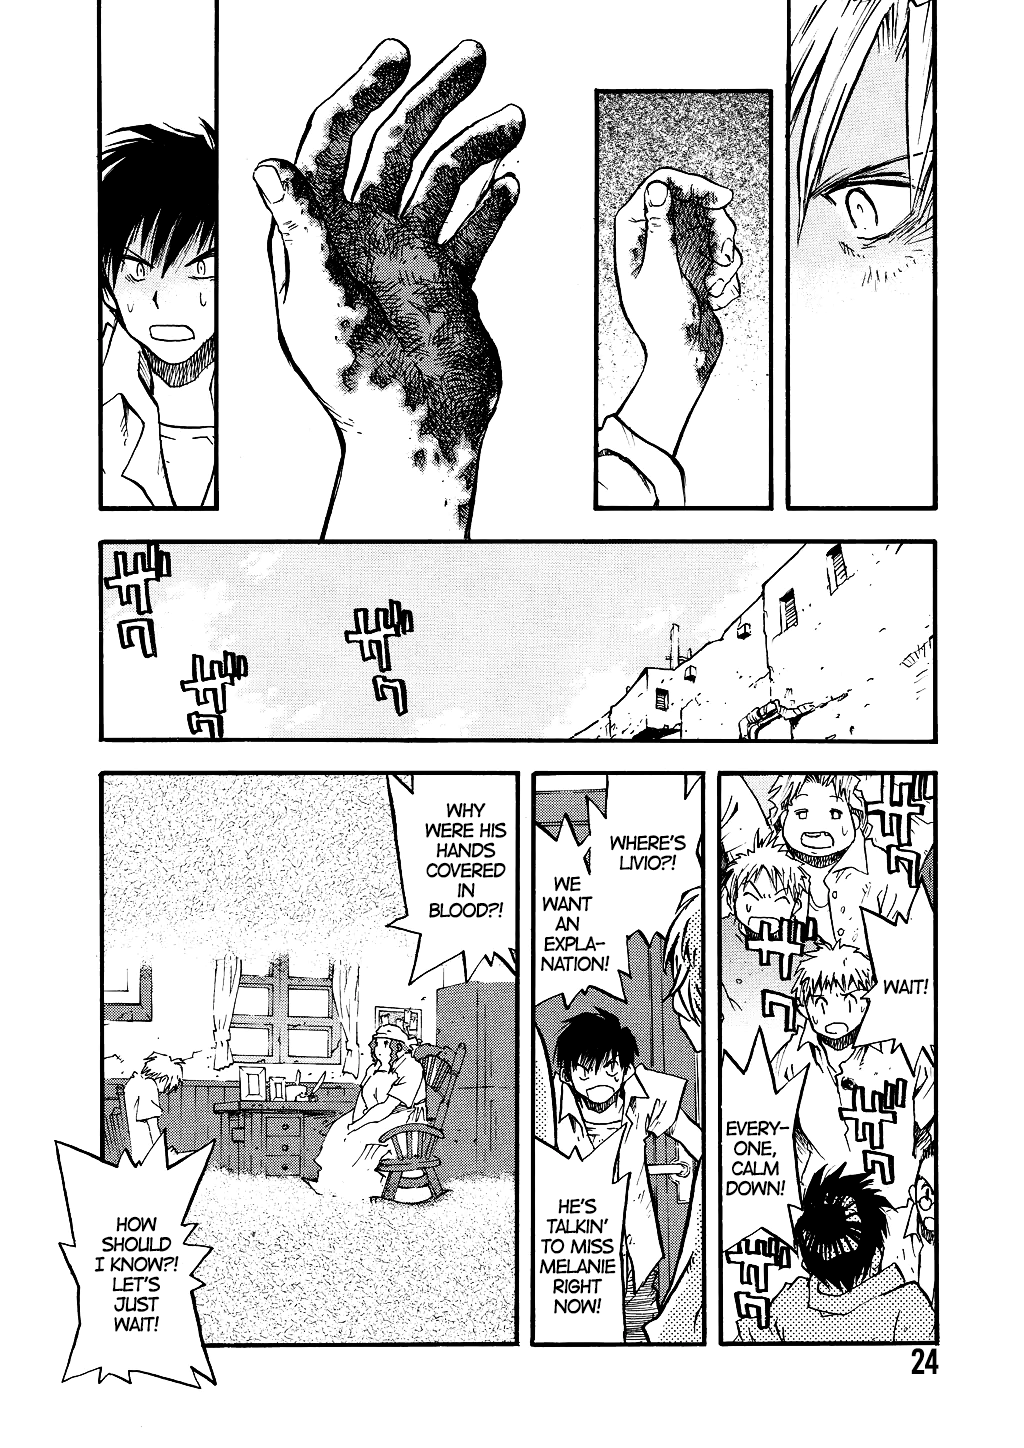 WAIT!
EVERY-
ONE,
CALM
DOWN!
WHERE'S
LIVIO?!
WE
WANT
AN
EXPLA-
NATION!
HE'S
TALKIN'
TO MISS
MELANIE
RIGHT
NOW!
WHY
WERE HIS
HANDS
COVERED
IN
BLOOD?!
HOW
SHOULD
I KNOW?!
LET'S
JUST
WAIT!
24